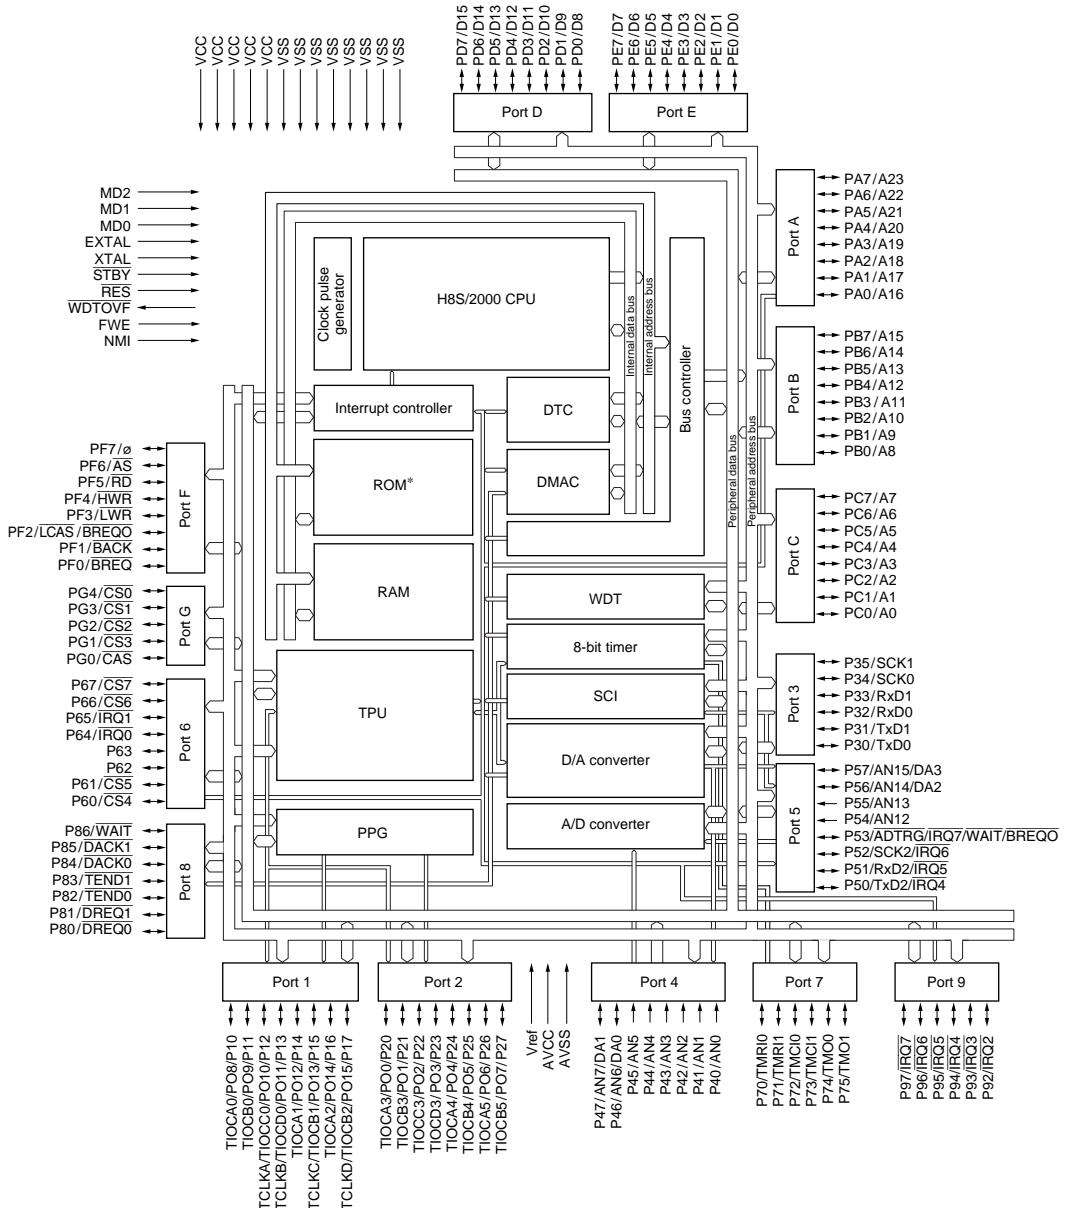 VCC
VCC
VCC
VCC
VCC
VSS
VSS
VSS
VSS
VSS
VSS
VSS
VSS
PD7/D15
PD6/D14
PD5/D13
PD4/D12
PD3/D11
PD2/D10
PD1/D9
PD0/D8
PE7/D7
PE6/D6
PE5/D5
PE4/D4
PE3/D3
PE2/D2
PE1/D1
PE0/D0
Port D
Port E
MD2
MD1
MD0
EXTAL
XTAL
STBY
RES
WDTOVF
FWE
NMI
Clock pulse
generator
H8S/2000 CPU
Internal data bus
Internal address bus
Bus controller
Peripheral data bus
Peripheral address bus
Port A
PA7/A23
PA6/A22
PA5/A21
PA4/A20
PA3/A19
PA2/A18
PA1/A17
PA0/A16
Interrupt controller
DTC
Port B
PB7/A15
PB6/A14
PB5/A13
PB4/A12
PB3/A11
PB2/A10
PB1/A9
PB0/A8
PF7/ø
PF6/AS
PF5/RD
PF4/HWR
PF3/LWR
PF2/LCAS/BREQO
PF1/BACK
PF0/BREQ
Port F
ROM*
DMAC
Port C
PC7/A7
PC6/A6
PC5/A5
PC4/A4
PC3/A3
PC2/A2
PC1/A1
PC0/A0
PG4/CS0
PG3/CS1
PG2/CS2
PG1/CS3
PG0/CAS
Port G
RAM
WDT
8-bit timer
P67/CS7
P66/CS6
P65/IRQ1
P64/IRQ0
P63
P62
P61/CS5
P60/CS4
Port 6
TPU
SCI
D/A converter
Port 3
P35/SCK1
P34/SCK0
P33/RxD1
P32/RxD0
P31/TxD1
P30/TxD0
P86/WAIT
P85/DACK1
P84/DACK0
P83/TEND1
P82/TEND0
P81/DREQ1
P80/DREQ0
Port 8
PPG
A/D converter
Port 5
P57/AN15/DA3
P56/AN14/DA2
P55/AN13
P54/AN12
P53/ADTRG/IRQ7/WAIT/BREQO
P52/SCK2/IRQ6
P51/RxD2/IRQ5
P50/TxD2/IRQ4
Port 1
Port 2
Port 4
Port 7
Port 9
TIOCA0/PO8/P10
TIOCB0/PO9/P11
TCLKA/TIOCC0/PO10/P12
TCLKB/TIOCD0/PO11/P13
TIOCA1/PO12/P14
TCLKC/TIOCB1/PO13/P15
TIOCA2/PO14/P16
TCLKD/TIOCB2/PO15/P17
TIOCA3/PO0/P20
TIOCB3/PO1/P21
TIOCC3/PO2/P22
TIOCD3/PO3/P23
TIOCA4/PO4/P24
TIOCB4/PO5/P25
TIOCA5/PO6/P26
TIOCB5/PO7/P27
Vref
AVCC
AVSS
P47/AN7/DA1
P46/AN6/DA0
P45/AN5
P44/AN4
P43/AN3
P42/AN2
P41/AN1
P40/AN0
P70/TMRI0
P71/TMRI1
P72/TMCI0
P73/TMCI1
P74/TMO0
P75/TMO1
P97/IRQ7
P96/IRQ6
P95/IRQ5
P94/IRQ4
P93/IRQ3
P92/IRQ2